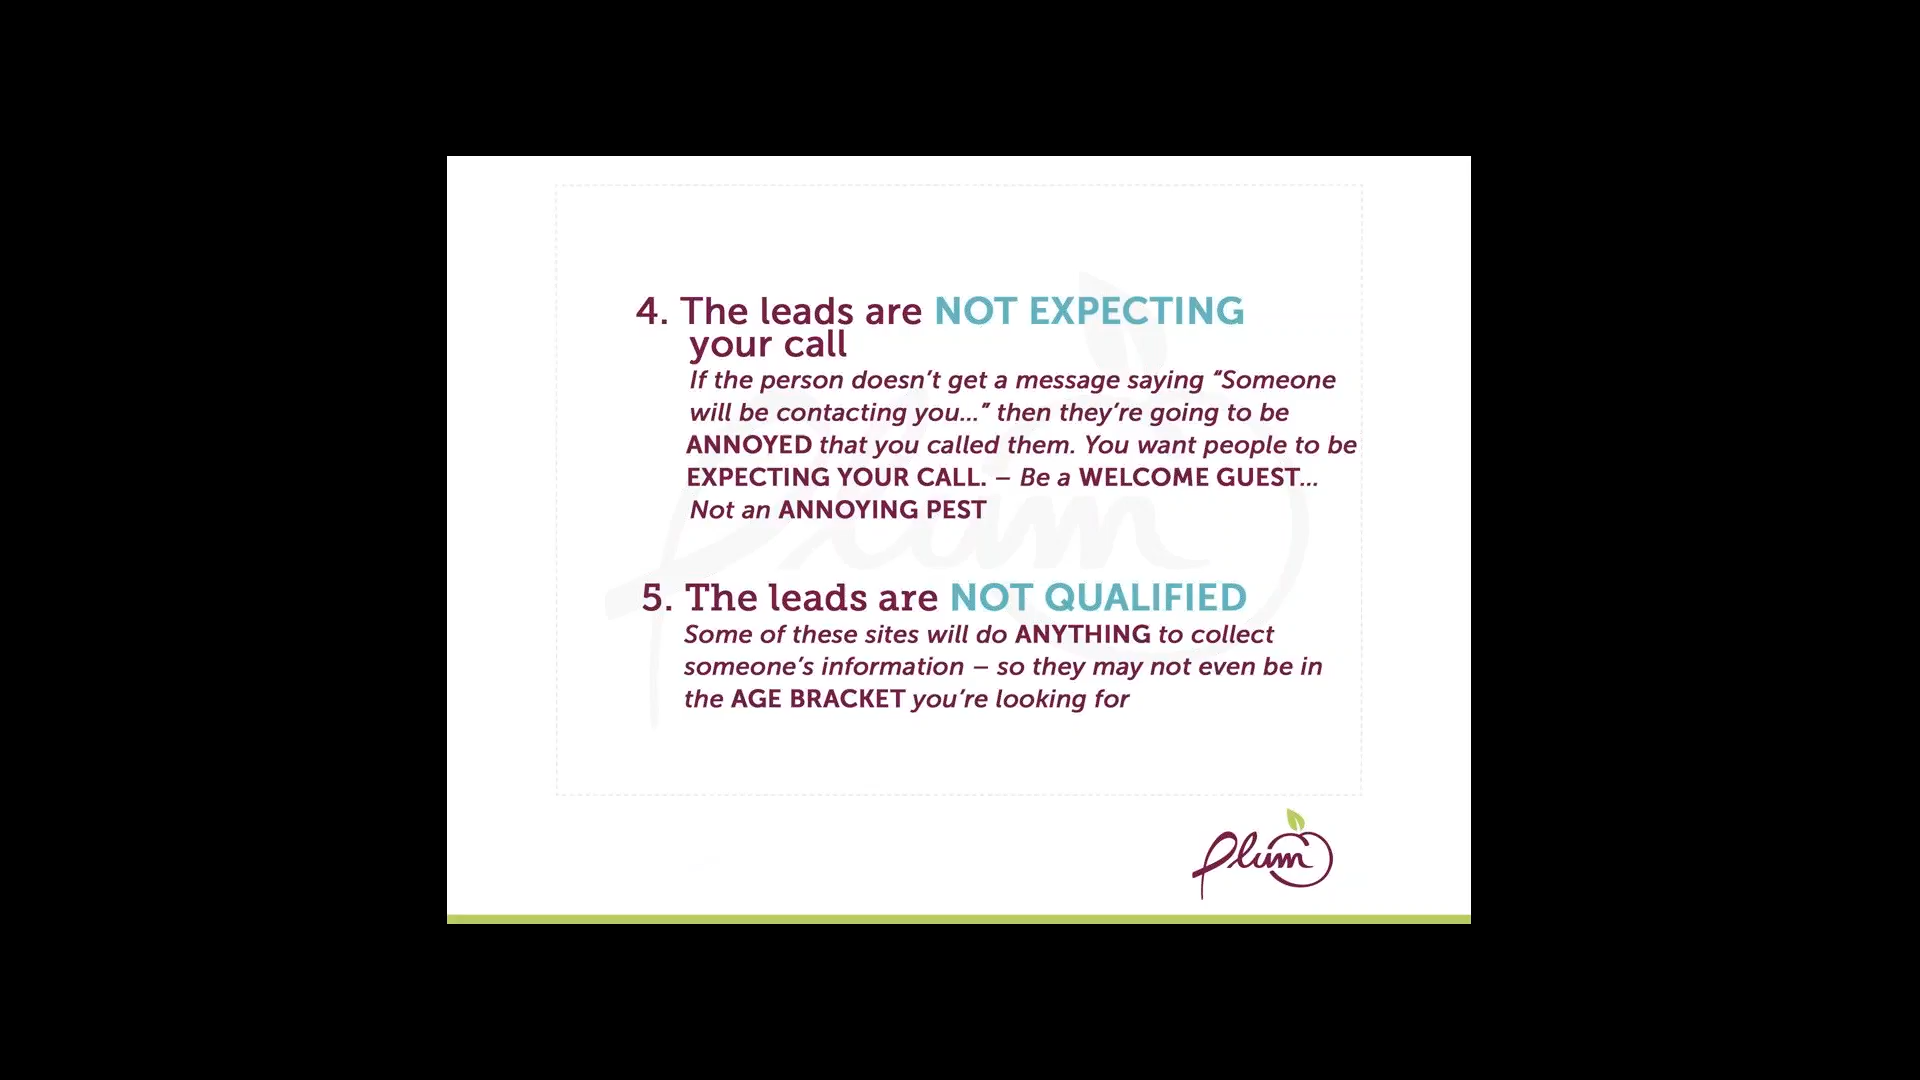 4. The leads are NOT EXPECTING
your call
If the person doesn’t get a message saying “Someone
will be contacting you...” then they’re going to be
ANNOYED that you called them. You want people to be
EXPECTING YOUR CALL. – Be a WELCOME GUEST...
Not an ANNOYING PEST
5. The leads are NOT QUALIFIED
Some of these sites will do ANYTHING to collect
someone’s information – so they may not even be in
the AGE BRACKET you’re looking for
plum